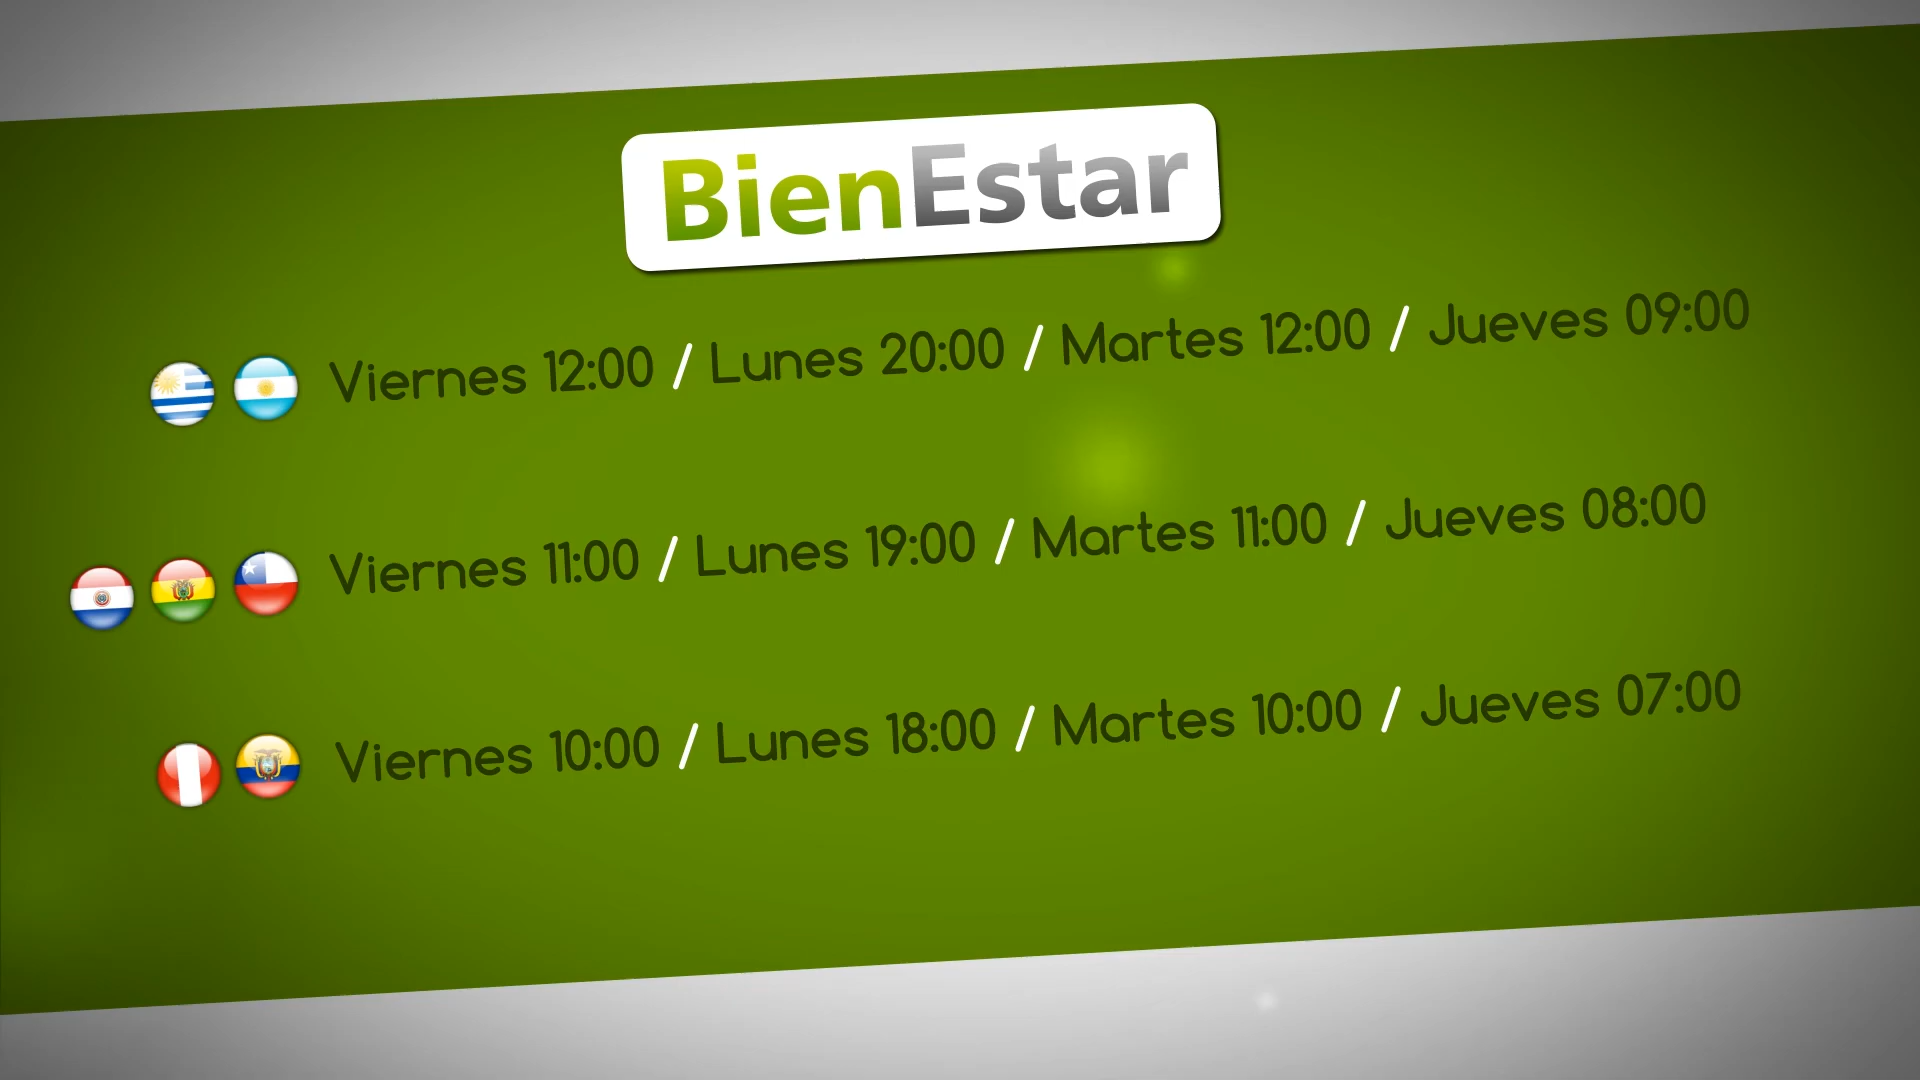 BienEstar
Viernes 12:00 / Lunes 20:00 / Martes 12:00 / Jueves 09:00
Viernes 11:00 / Lunes 19:00 / Martes 11:00 / Jueves 08:00
Viernes 10:00 / Lunes 18:00 / Martes 10:00 / Jueves 07:00